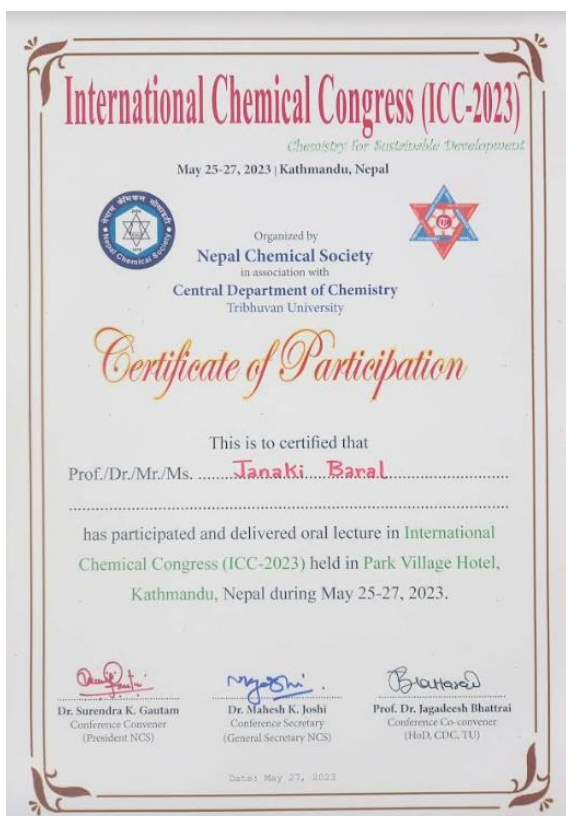 International Chemical Congress (ICC-2023)
Chemistry For Sustainable Development
May 25-27, 2023 | Kathmandu, Nepal
Organized by
Nepal Chemical Society
in association with
Central Department of Chemistry
Tribhuvan University
नेपाल केमिकल सोसाइटी
Nepal Chemical Society
Certificate of Participation
This is to certified that
Prof./Dr./Mr./Ms. Janaki Baral
has participated and delivered oral lecture in International
Chemical Congress (ICC-2023) held in Park Village Hotel,
Kathmandu, Nepal during May 25-27, 2023.
Dr. Surendra K. Gautam
Conference Convener
(President NCS)
Dr. Mahesh K. Joshi
Conference Secretary
(General Secretary NCS)
Prof. Dr. Jagadeesh Bhattrai
Conference Co-convener
(HoD, CDC, TU)
Date: May 27, 2023